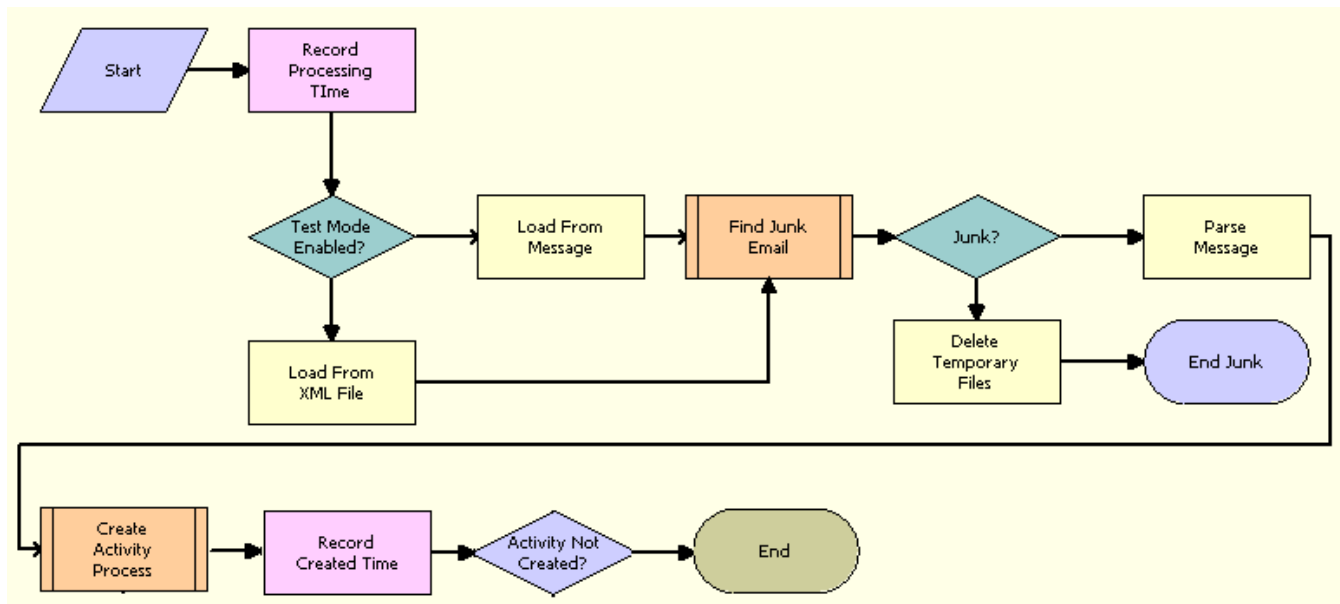 Start
Record
Processing
TIme
Test Mode
Enabled?
Load From
Message
Find Junk
Email
Junk?
Parse
Message
Load From
XML File
Delete
Temporary
Files
End Junk
Create
Activity
Process
Record
Created Time
Activity Not
Created?
End